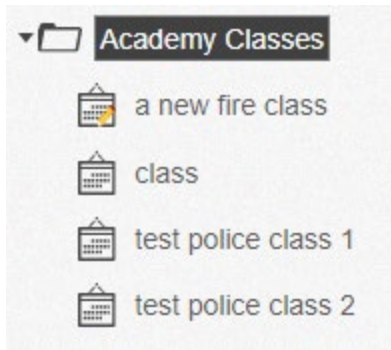 Academy Classes
a new fire class
class
test police class 1
test police class 2